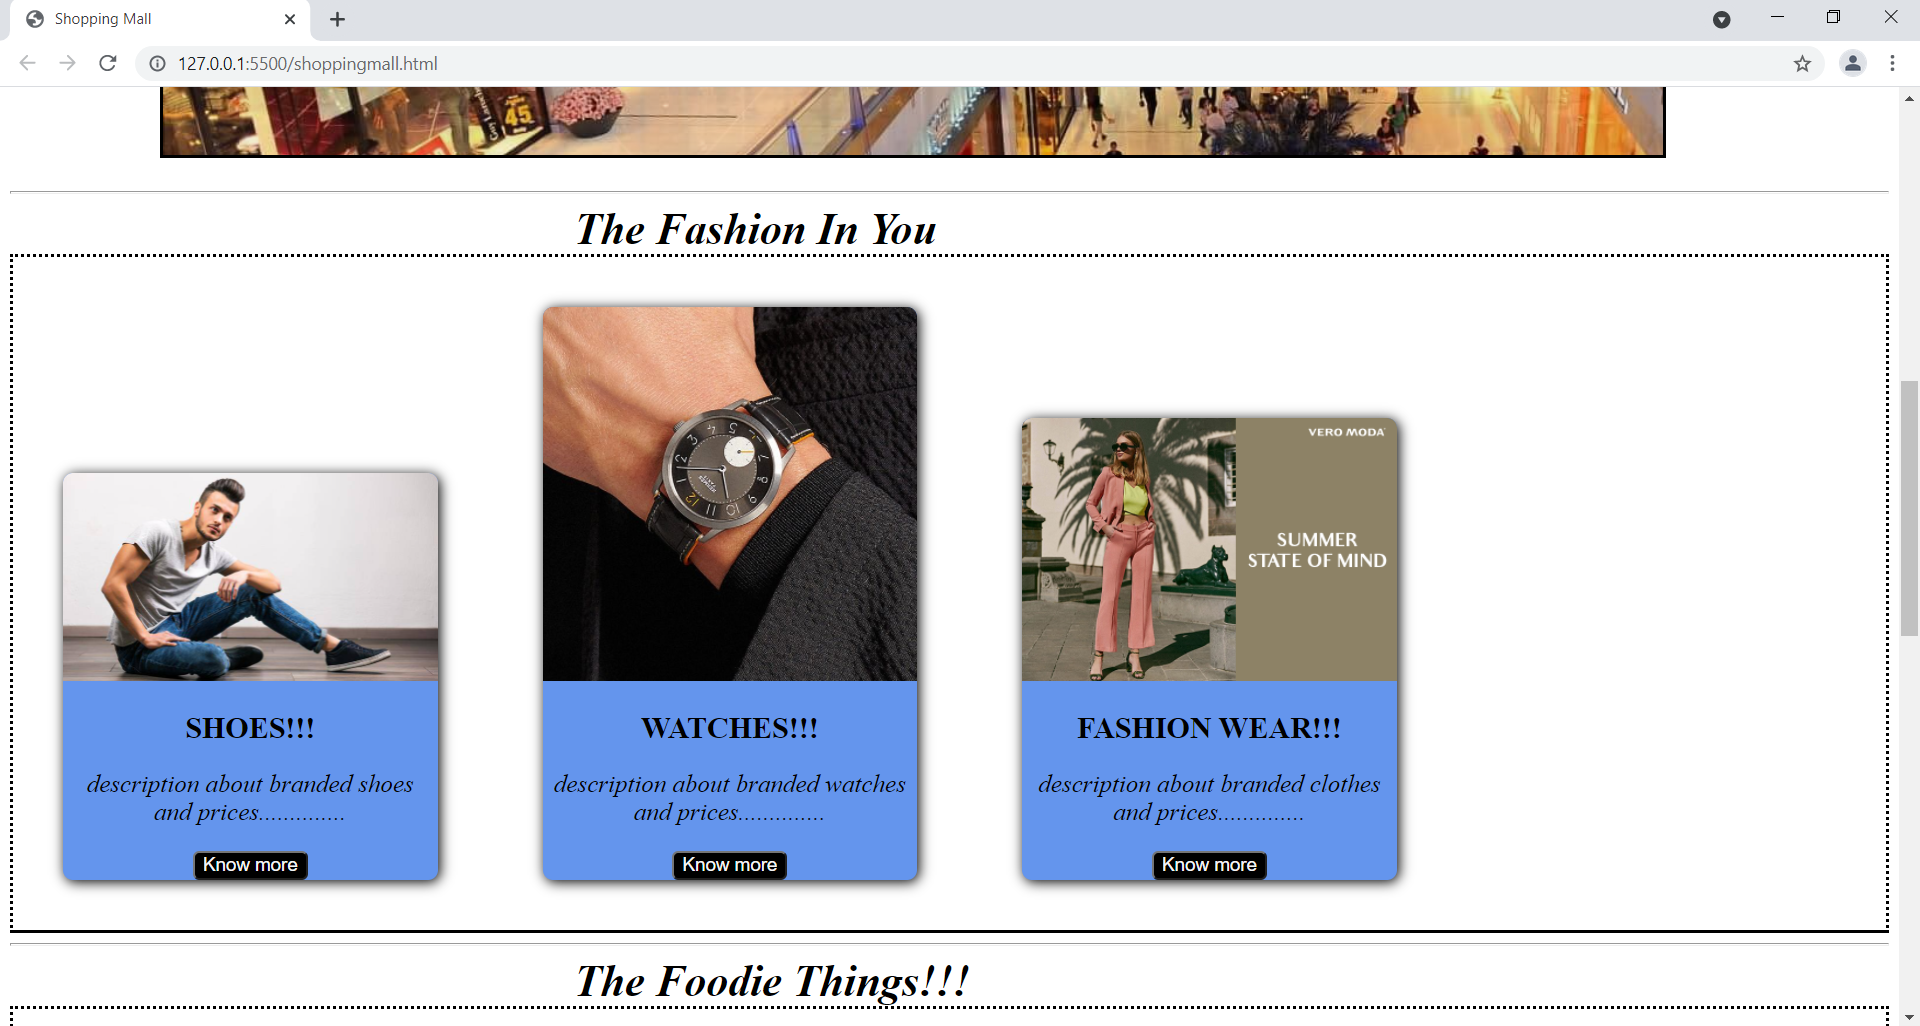 Shopping Mall
127.0.0.1:5500/shoppingmall.html
45
The Fashion In You
VERO MODA
SUMMER
STATE OF MIND
SHOES!!!
description about branded shoes
and prices..............
Know more
WATCHES!!!
description about branded watches
and prices..............
Know more
FASHION WEAR!!!
description about branded clothes
and prices..............
Know more
The Foodie Things!!!